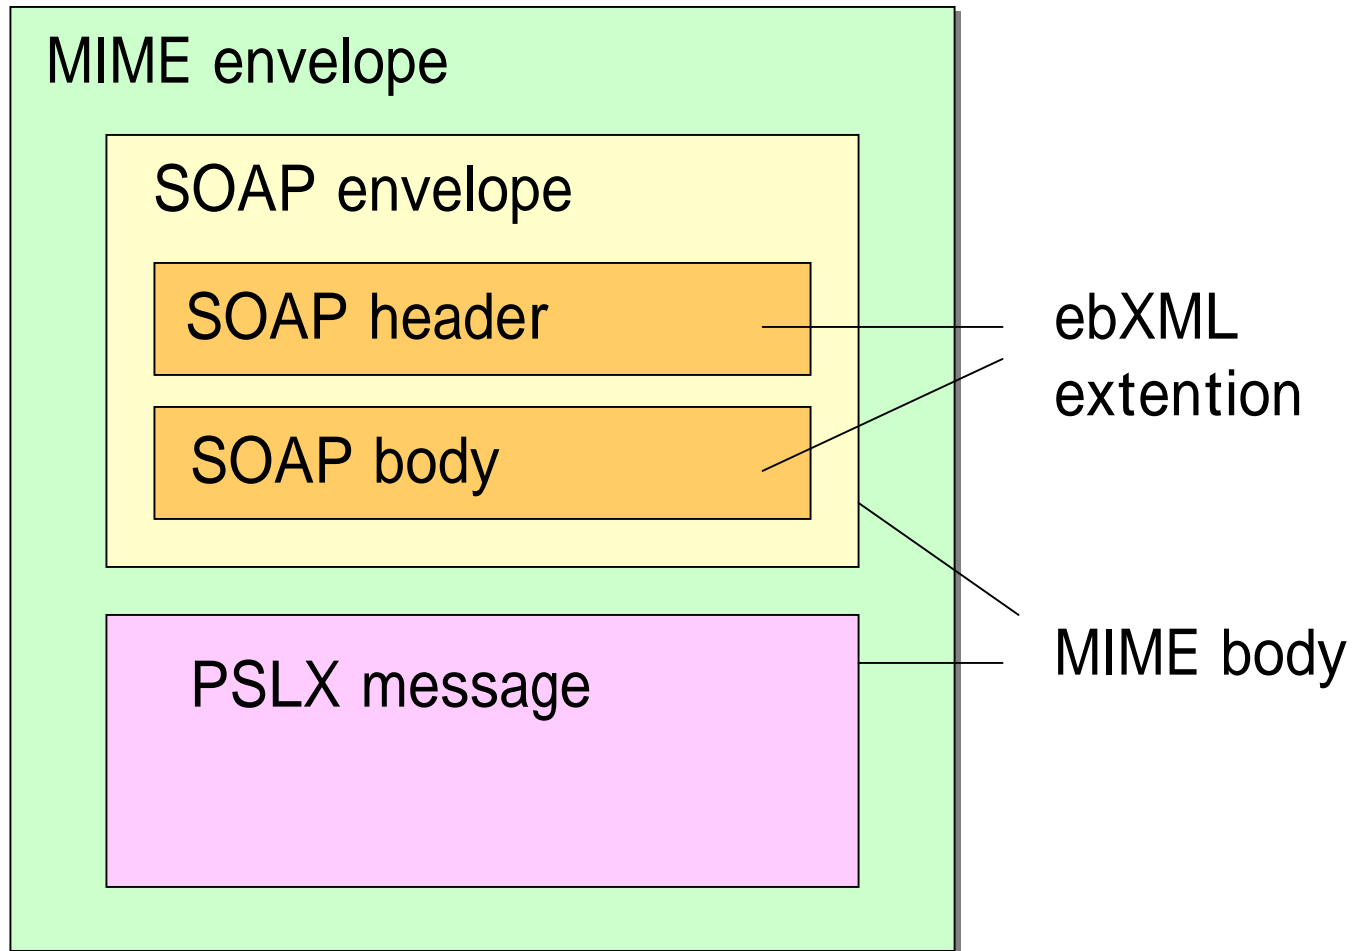 MIME envelope
SOAP envelope
SOAP header
SOAP body
PSLX message
ebXML
extention
MIME body